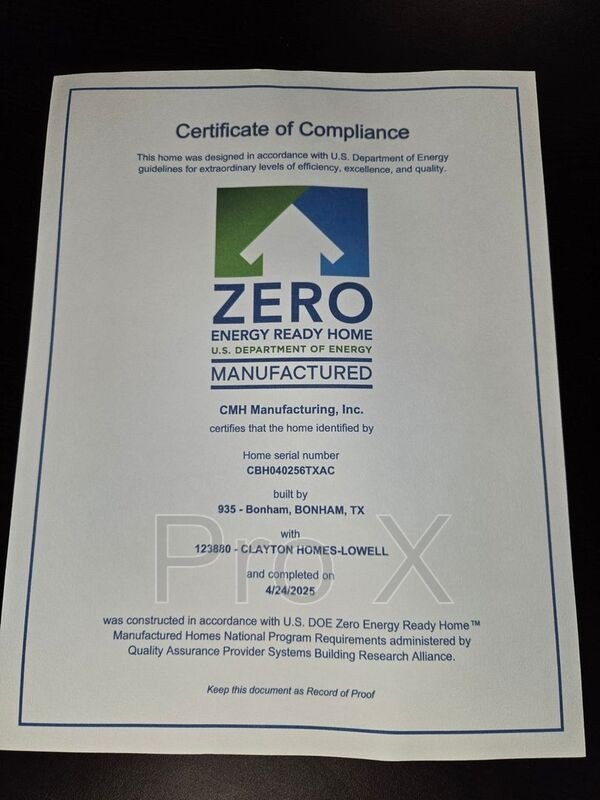 Certificate of Compliance
This home was designed in accordance with U.S. Department of Energy
guidelines for extraordinary levels of efficiency, excellence, and quality.
ZERO
ENERGY READY HOME
U.S. DEPARTMENT OF ENERGY
MANUFACTURED
CMH Manufacturing, Inc.
certifies that the home identified by
Home serial number
CBH040256TXAC
built by
935 - Bonham, BONHAM, TX
with
123880 - CLAYTON HOMES-LOWELL
Pro X
and completed on
4/24/2025
was constructed in accordance with U.S. DOE Zero Energy Ready Home™
Manufactured Homes National Program Requirements administered by
Quality Assurance Provider Systems Building Research Alliance.
Keep this document as Record of Proof